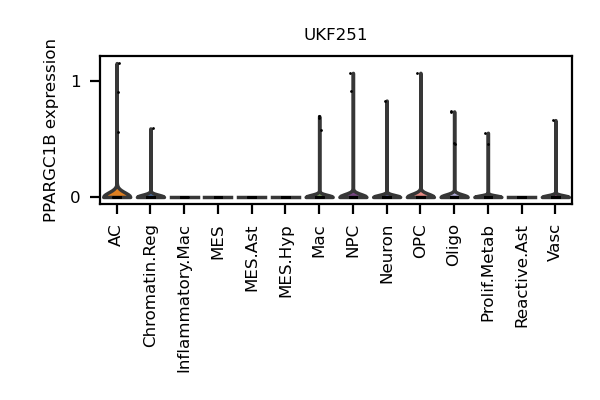 UKF251
PPARGC1B expression
1
0
AC
Chromatin.Reg
Inflammatory.Mac
MES
MES.Ast
MES.Hyp
Mac
NPC
Neuron
OPC
Oligo
Prolif.Metab
Reactive.Ast
Vasc